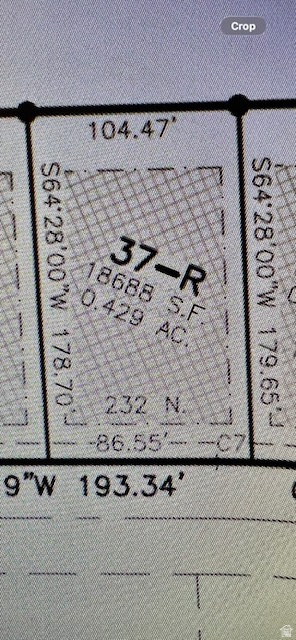 Crop
104.47'
S64°28'00"W 178.70'
S64°28'00"W 179.65'
37-R
18688 S.F.
0.429 AC.
232 N.
86.55'
C7
9"W 193.34'